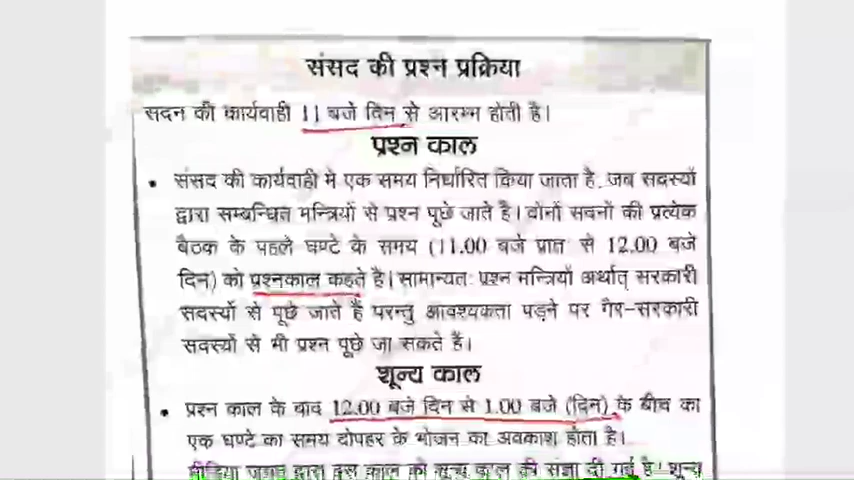 संसद की प्रश्न प्रक्रिया
सदन की कार्यवाही 11 बजे दिन से आरम्भ होती है।
प्रश्न काल
• संसद की कार्यवाही मे एक समय निर्धारित किया जाता है, जब सदस्यों
द्वारा सम्बन्धित मन्त्रियों से प्रश्न पूछे जाते है। दोनों सदनों की प्रत्येक
बैठक के पहले घण्टे के समय (11.00 बजे प्रातः से 12.00 बजे
दिन) को प्रश्नकाल कहते है। सामान्यतः प्रश्न मन्त्रियों अर्थात् सरकारी
सदस्यों से पूछे जाते हैं परन्तु आवश्यकता पड़ने पर गैर-सरकारी
सदस्यों से भी प्रश्न पूछे जा सकते है।
शून्य काल
• प्रश्न काल के बाद 12.00 बजे दिन से 1.00 बजे (दिन) के बीच का
एक घण्टे का समय दोपहर के भोजन का अवकाश होता है।
मीडिया जगत द्वारा इस काल को शून्य काल की संज्ञा दी गई है। शून्य